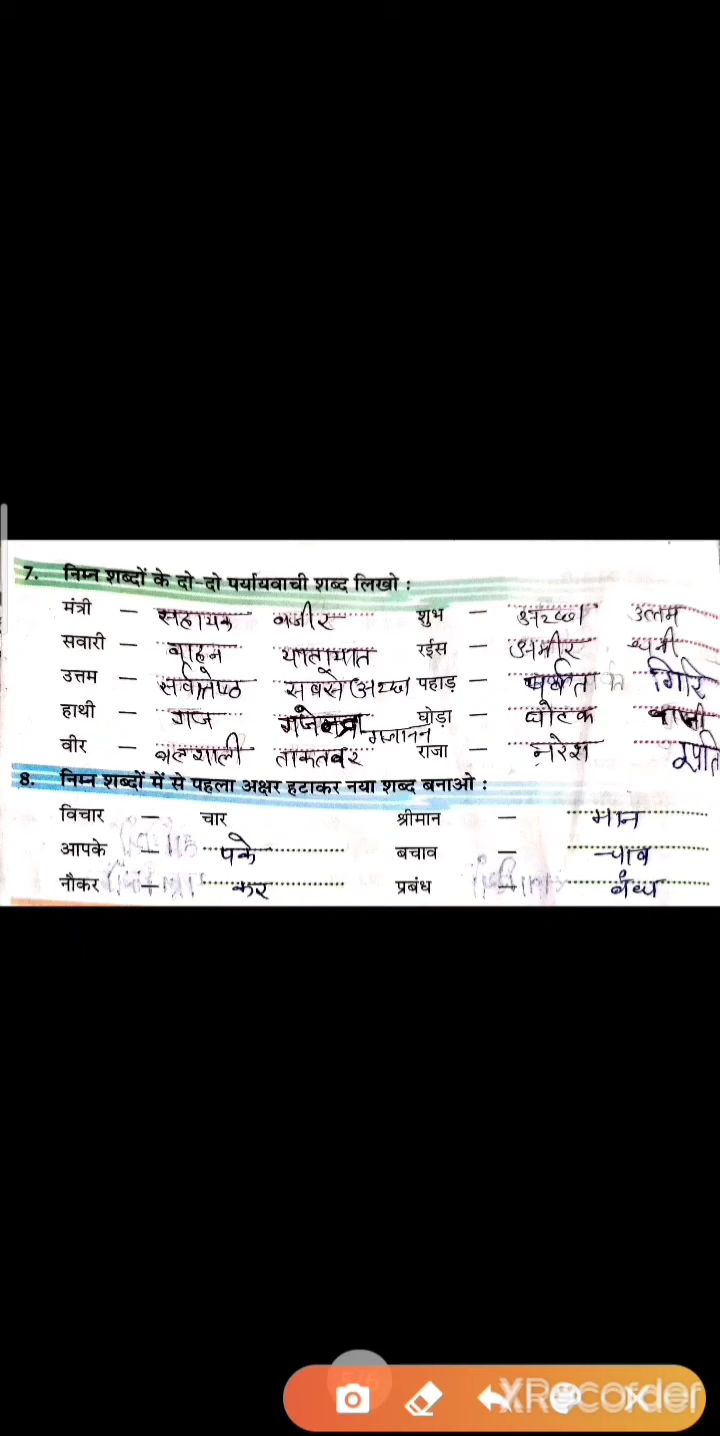 7. निम्न शब्दों के दो-दो पर्यायवाची शब्द लिखो :
मंत्री – सहायक वजीर शुभ – अच्छा उत्तम
सवारी – वाहन यातायात रईस – अमीर धनी
उत्तम – सर्वश्रेष्ठ सबसे अच्छा पहाड़ – पर्वत गिरि
हाथी – गज गजानन घोड़ा – घोटक वाजी
वीर – बलशाली ताकतवर राजा – नरेश
8. निम्न शब्दों में से पहला अक्षर हटाकर नया शब्द बनाओ :
विचार – चार श्रीमान – मान
आपके – पके बचाव – चाव
नौकर – कर प्रबंध – बंध
XRecorder